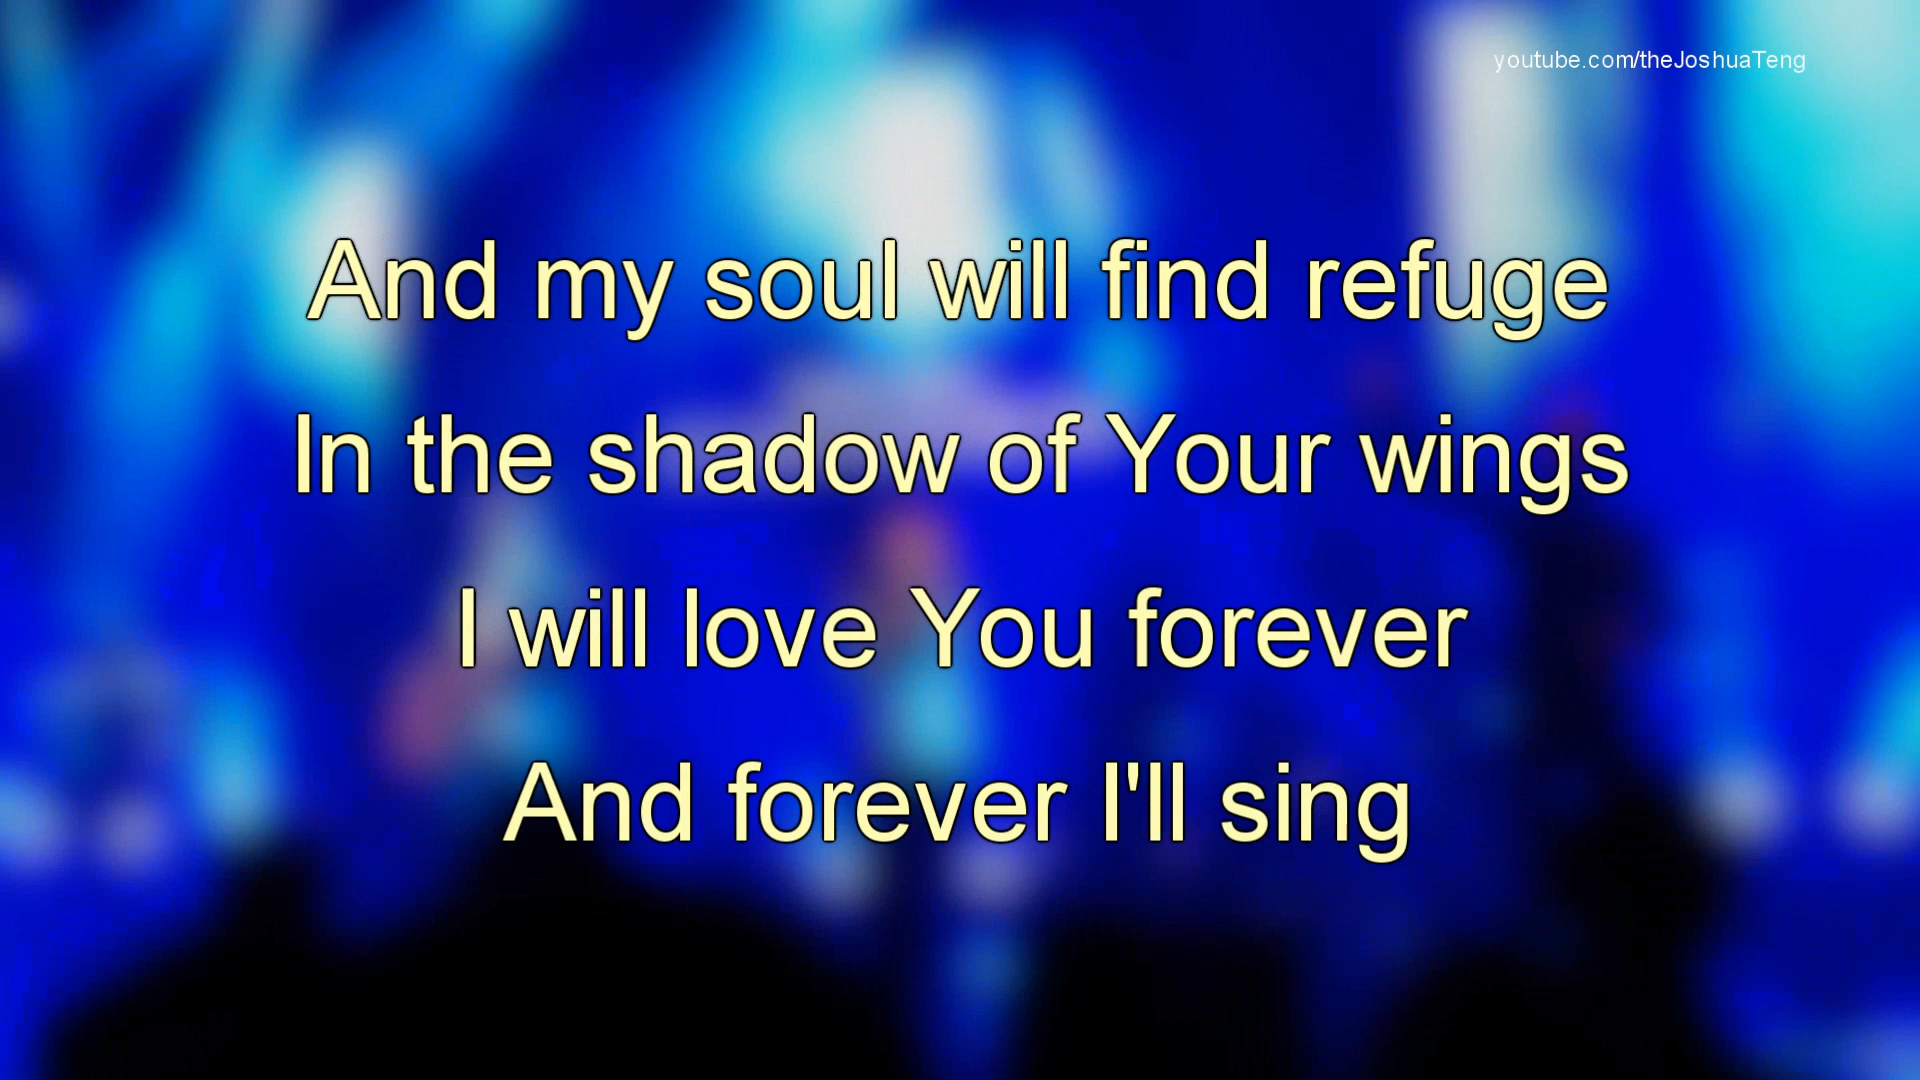 youtube.com/theJoshuaTeng
And my soul will find refuge
In the shadow of Your wings
I will love You forever
And forever I'll sing